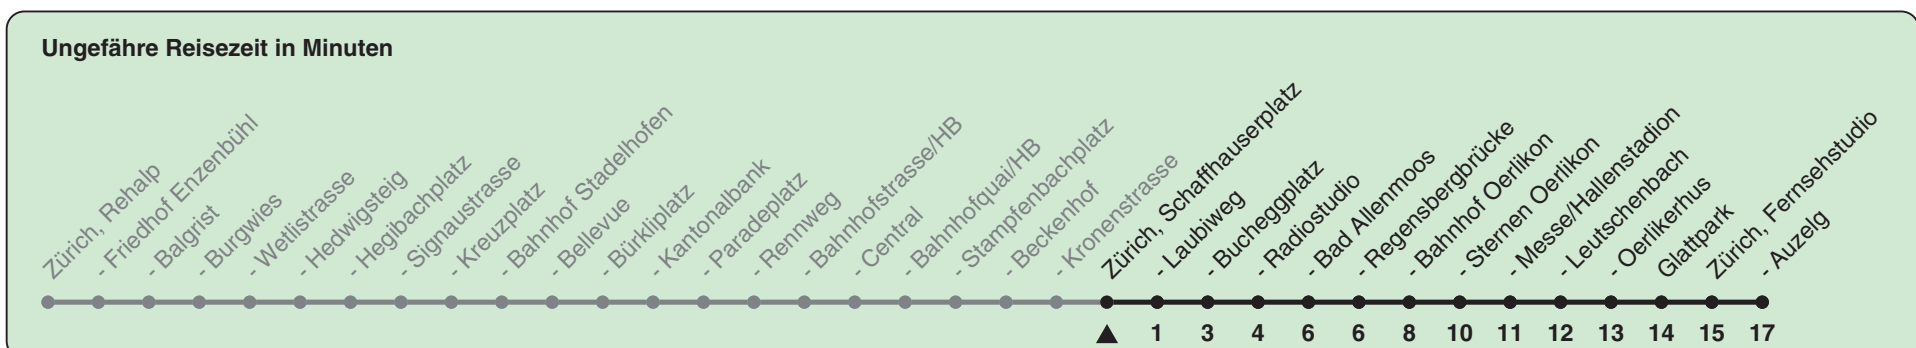 Ungefähre Reisezeit in Minuten
Zürich, Rehalp
- Friedhof Enzenbühl
- Balgrist
- Burgwies
- Wetlistrasse
- Hedwigsteig
- Hegibachplatz
- Signaustrasse
- Kreuzplatz
- Bahnhof Stadelhofen
- Bellevue
- Bürkliplatz
- Kantonalbank
- Paradeplatz
- Rennweg
- Bahnhofstrasse/HB
- Central
- Bahnhofquai/HB
- Stampfenbachplatz
- Beckenhof
- Kronenstrasse
Zürich, Schaffhauserplatz
- Laubiweg
- Bucheggplatz
- Radiostudio
- Bad Allenmoos
- Regensbergbrücke
- Bahnhof Oerlikon
- Sternen Oerlikon
- Messe/Hallenstadion
- Leutschenbach
- Oerlikerhus
Glattpark
Zürich, Fernsehstudio
- Auzelg
1 3 4 6 6 8 10 11 12 13 14 15 17